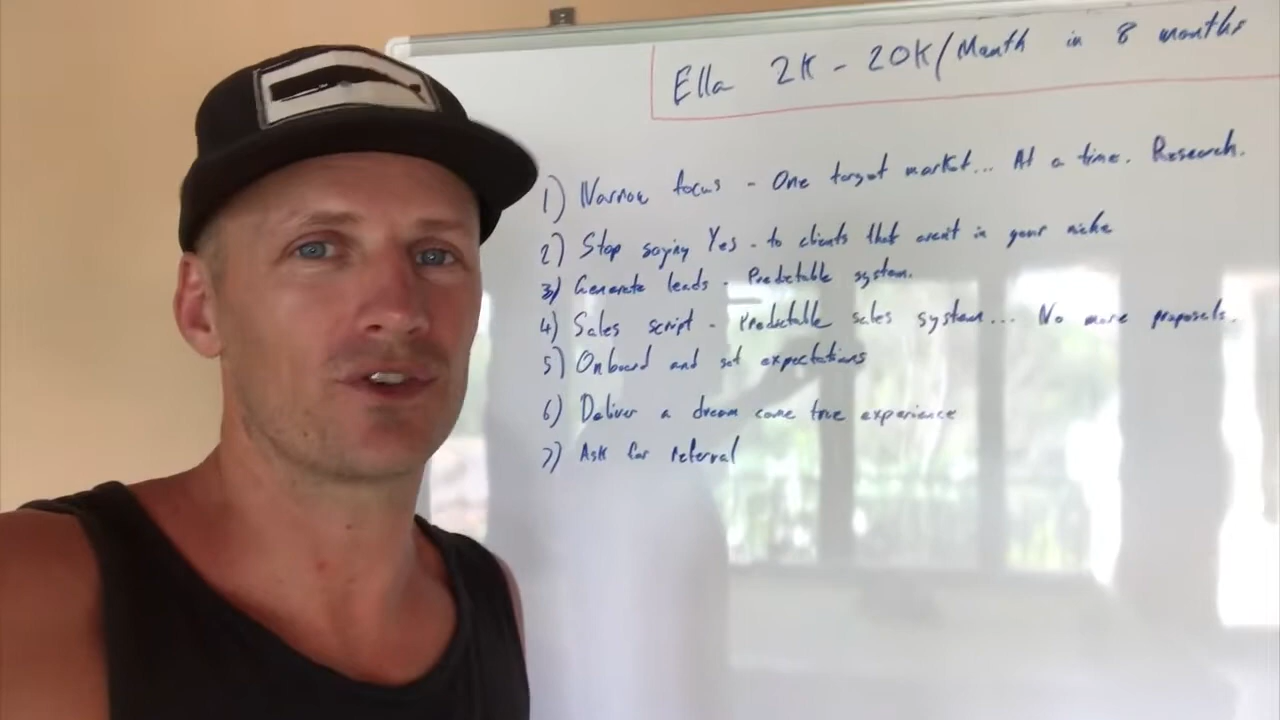 Ella 2K - 20K/Month in 8 months
1) Narrow focus - One target market... At a time. Research.
2) Stop saying Yes - to clients that arent in your niche
3) Generate leads - Predictable system.
4) Sales script - Predictable sales system... No more proposals.
5) Onboard and set expectations
6) Deliver a dream come true experience
7) Ask for referral